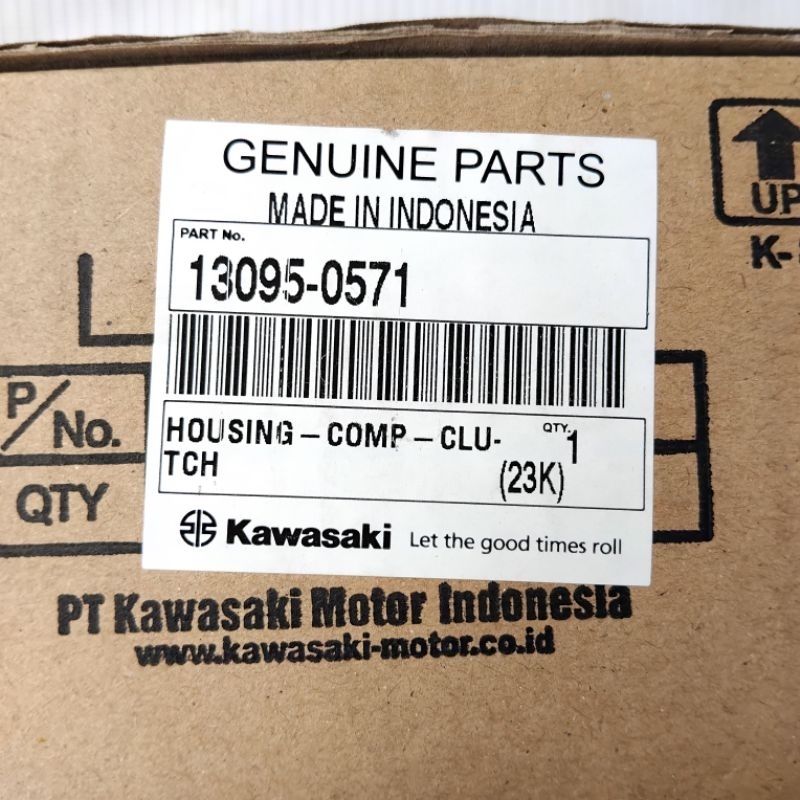 GENUINE PARTS
MADE IN INDONESIA
PART No.
13095-0571
HOUSING-COMP-CLU-
TCH
QTY.
1
(23K)
Kawasaki Let the good times roll
UP
K-
L
P/No.
QTY
PT Kawasaki Motor Indonesia
www.kawasaki-motor.co.id